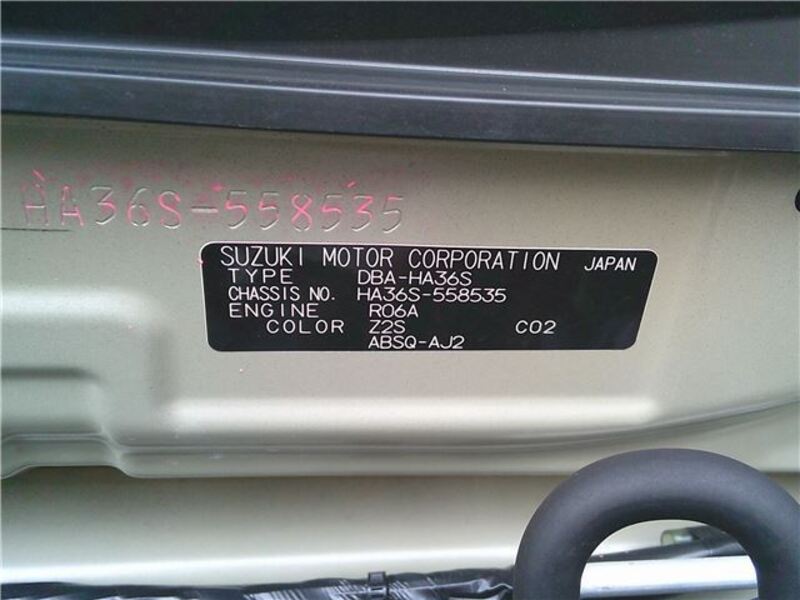 HA36S-558535
SUZUKI MOTOR CORPORATION JAPAN
TYPE DBA-HA36S
CHASSIS NO. HA36S-558535
ENGINE R06A
COLOR Z2S C02
ABSQ-AJ2